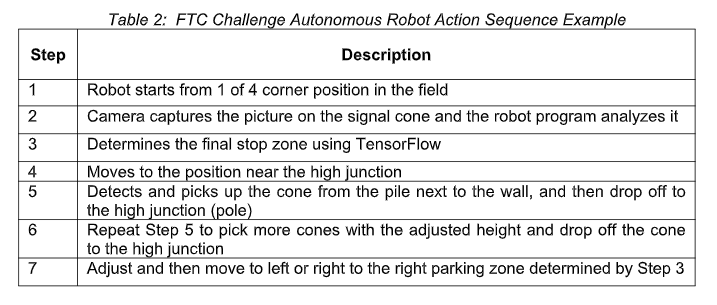 Table 2: FTC Challenge Autonomous Robot Action Sequence Example
Step Description
1 Robot starts from 1 of 4 corner position in the field
2 Camera captures the picture on the signal cone and the robot program analyzes it
3 Determines the final stop zone using TensorFlow
4 Moves to the position near the high junction
5 Detects and picks up the cone from the pile next to the wall, and then drop off to
the high junction (pole)
6 Repeat Step 5 to pick more cones with the adjusted height and drop off the cone
to the high junction
7 Adjust and then move to left or right to the right parking zone determined by Step 3